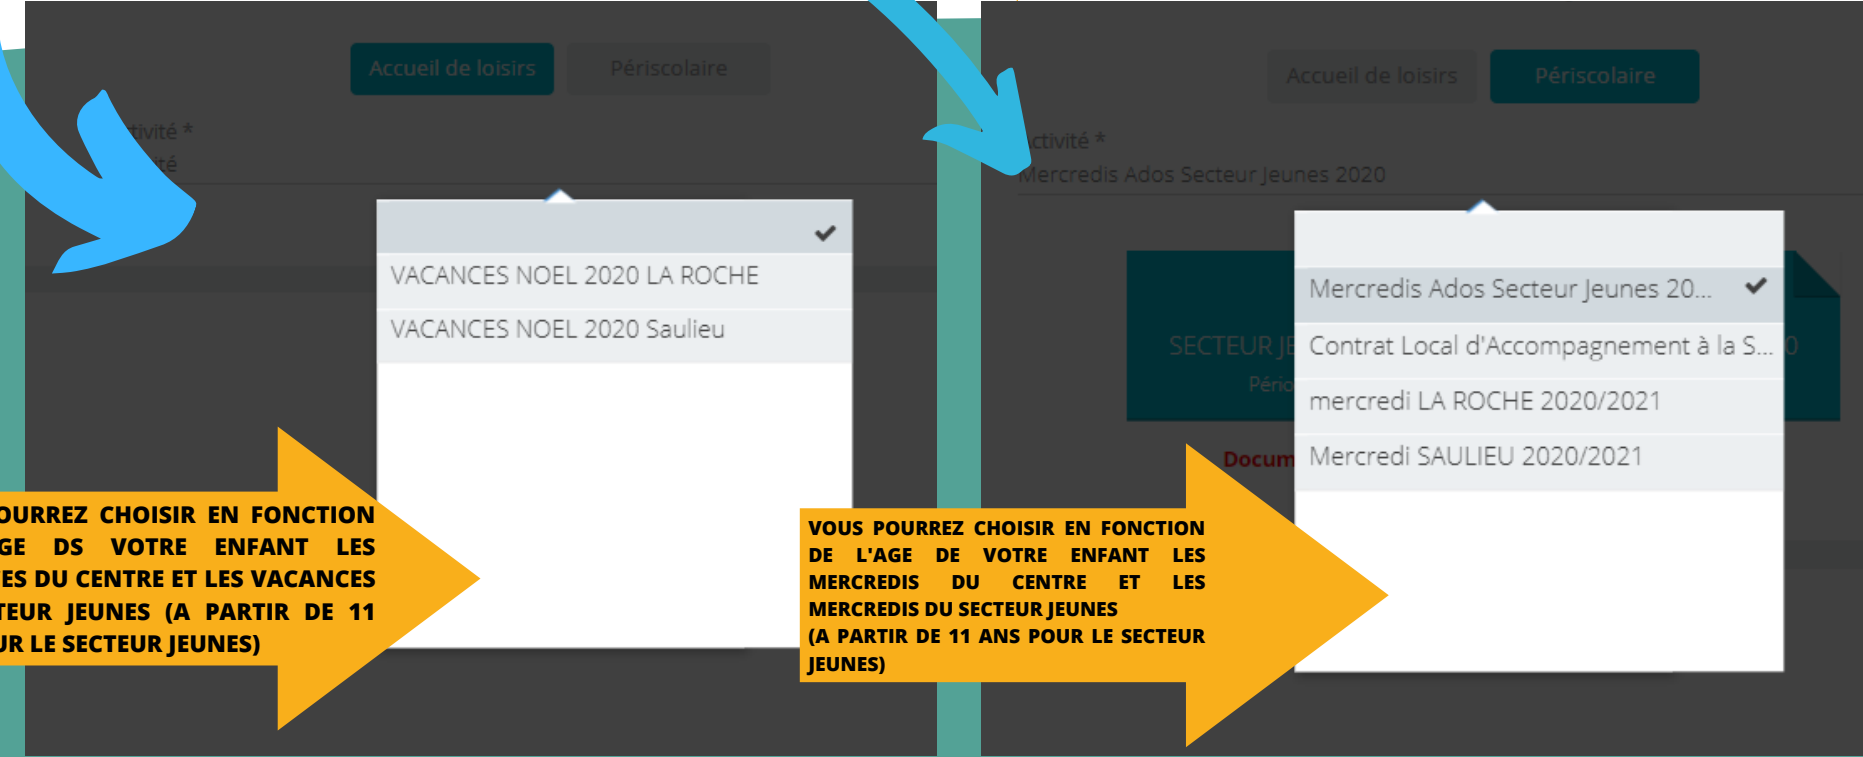 Accueil de loisirs
Périscolaire
tivité *
té
VACANCES NOEL 2020 LA ROCHE
VACANCES NOEL 2020 Saulieu
OURREZ CHOISIR EN FONCTION
GE DS VOTRE ENFANT LES
ES DU CENTRE ET LES VACANCES
TEUR JEUNES (A PARTIR DE 11
UR LE SECTEUR JEUNES)
Accueil de loisirs
Périscolaire
ctivité *
Mercredis Ados Secteur Jeunes 2020
Mercredis Ados Secteur Jeunes 20...
SECTEUR JE
Contrat Local d'Accompagnement à la S...
0
Pério
mercredi LA ROCHE 2020/2021
Docum
Mercredi SAULIEU 2020/2021
VOUS POURREZ CHOISIR EN FONCTION
DE L'AGE DE VOTRE ENFANT LES
MERCREDIS DU CENTRE ET LES
MERCREDIS DU SECTEUR JEUNES
(A PARTIR DE 11 ANS POUR LE SECTEUR
JEUNES)